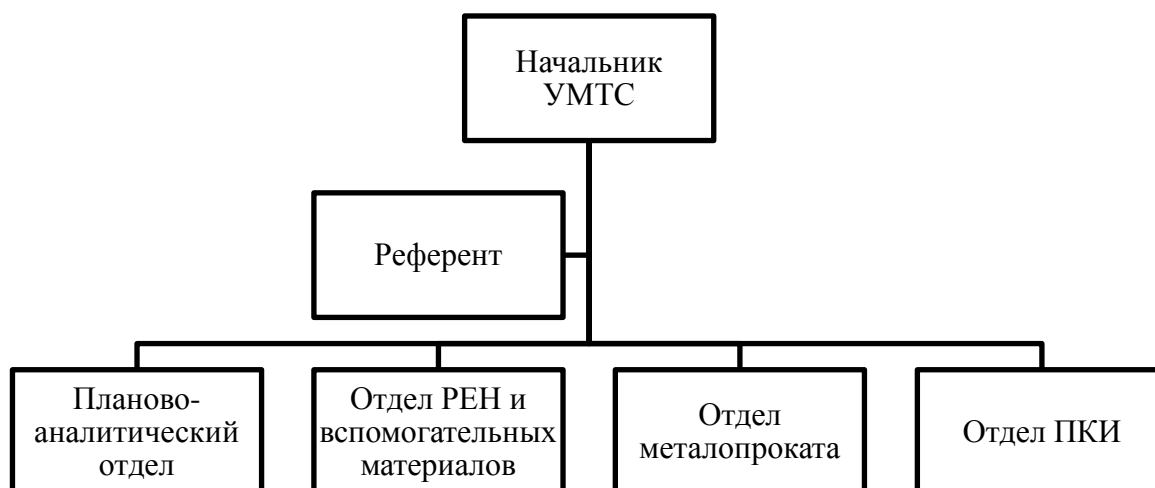 Начальник
УМТС
Референт
Планово-
аналитический
отдел
Отдел РЕН и
вспомогательных
материалов
Отдел
металопроката
Отдел ПКИ